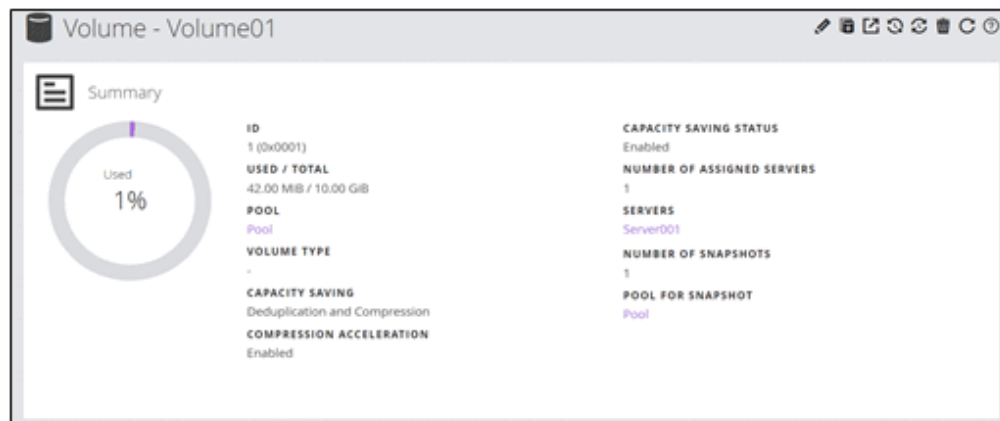 Volume - Volume01
Summary
Used
1%
ID
1 (0x0001)
USED / TOTAL
42.00 MiB / 10.00 GiB
POOL
Pool
VOLUME TYPE
-
CAPACITY SAVING
Deduplication and Compression
COMPRESSION ACCELERATION
Enabled
CAPACITY SAVING STATUS
Enabled
NUMBER OF ASSIGNED SERVERS
1
SERVERS
Server001
NUMBER OF SNAPSHOTS
1
POOL FOR SNAPSHOT
Pool